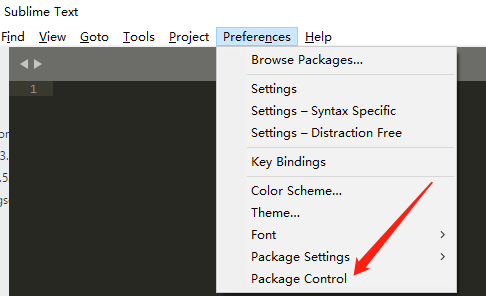 Sublime Text
Find View Goto Tools Project Preferences Help
Browse Packages...
1
Settings
Settings – Syntax Specific
Settings – Distraction Free
Key Bindings
Color Scheme...
Theme...
Font
Package Settings
Package Control